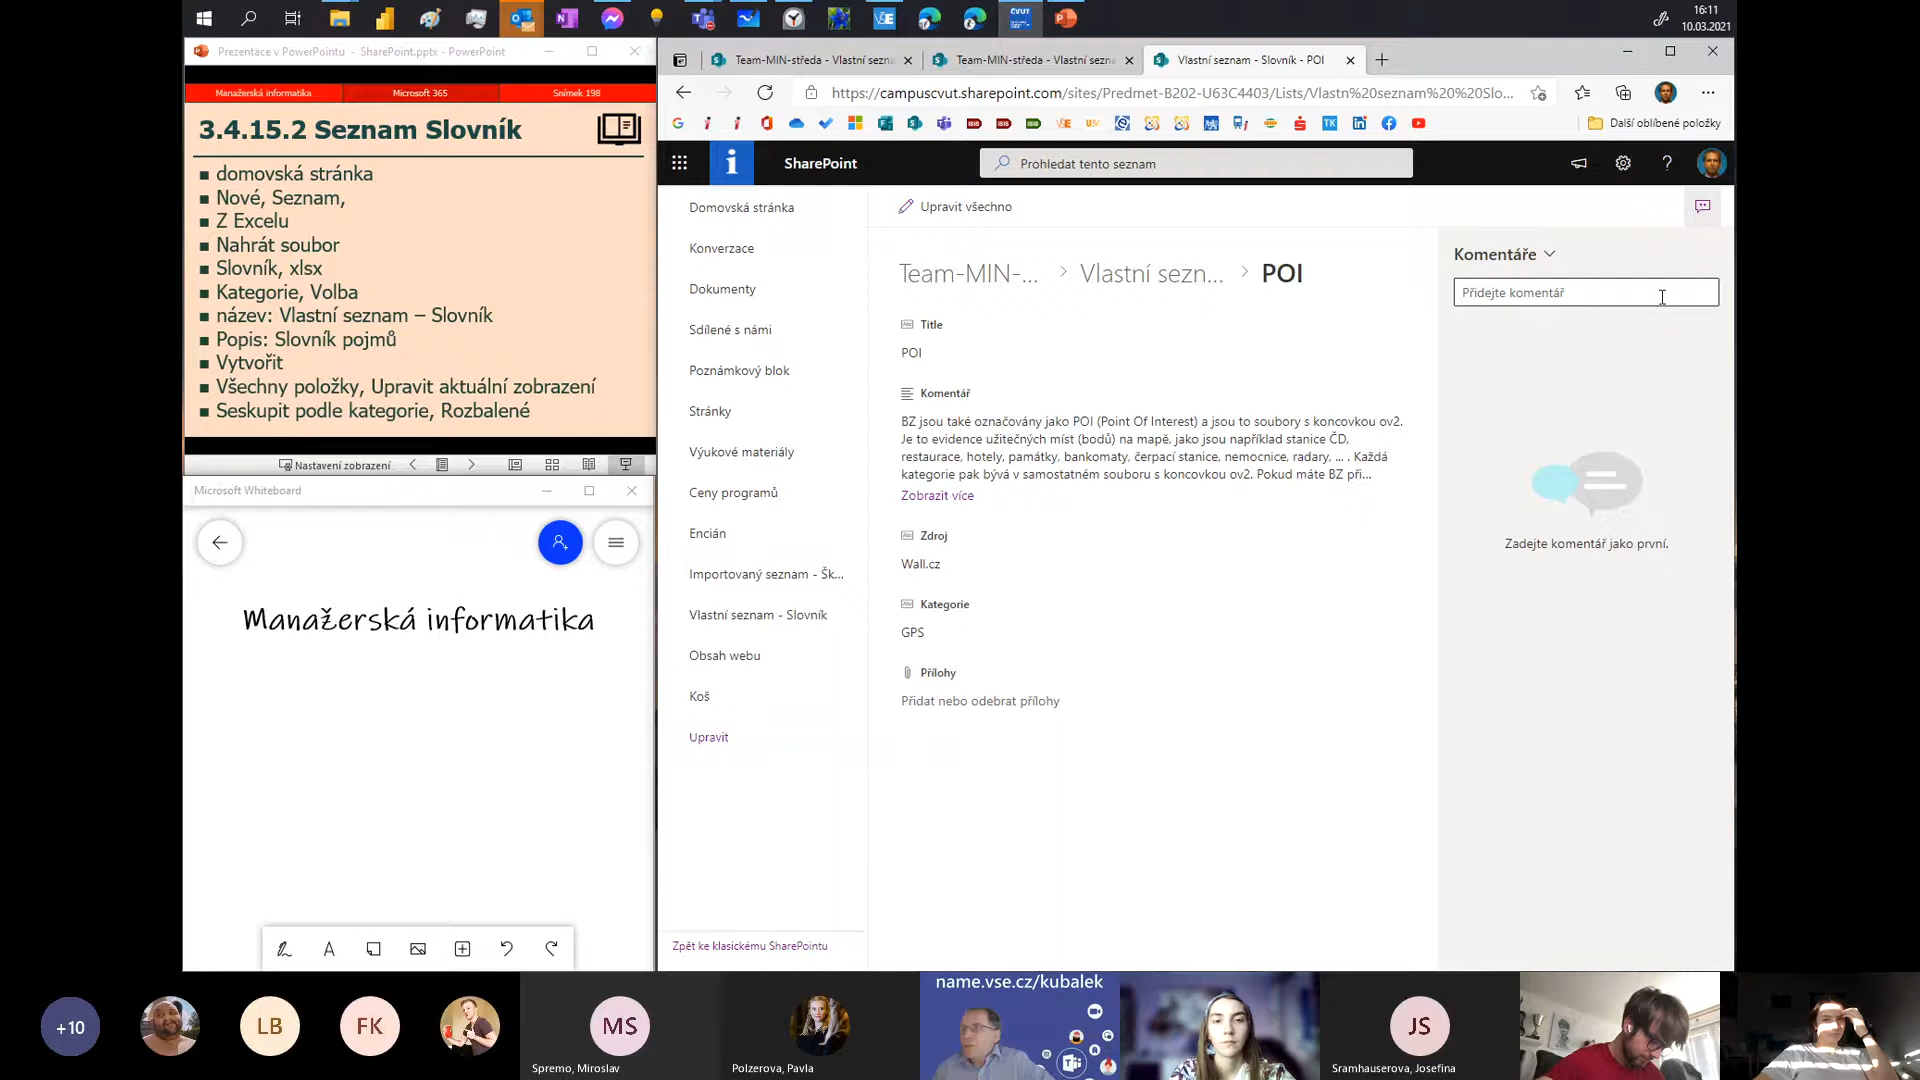 16:11
10.03.2021
Prezentace v PowerPointu - SharePoint.pptx - PowerPoint
Manažerská informatika
Microsoft 365
Snímek 198
3.4.15.2 Seznam Slovník
domovská stránka
Nové, Seznam,
Z Excelu
Nahrát soubor
Slovník, xlsx
Kategorie, Volba
název: Vlastní seznam – Slovník
Popis: Slovník pojmů
Vytvořit
Všechny položky, Upravit aktuální zobrazení
Seskupit podle kategorie, Rozbalené
Nastavení zobrazení
Microsoft Whiteboard
Manažerská informatika
Team-MIN-středa - Vlastní sezn
Team-MIN-středa - Vlastní sezn
Vlastní seznam - Slovník - POI
https://campuscvut.sharepoint.com/sites/Predmet-B202-U63C4403/Lists/Vlastn%20seznam%20%20Slo...
Další oblíbené položky
SharePoint
Prohledat tento seznam
Domovská stránka
Konverzace
Dokumenty
Sdílené s námi
Poznámkový blok
Stránky
Výukové materiály
Ceny programů
Encián
Importovaný seznam - Šk...
Vlastní seznam - Slovník
Obsah webu
Koš
Upravit
Zpět ke klasickému SharePointu
Upravit všechno
Team-MIN-... > Vlastní sezn... > POI
Title
POI
Komentář
BZ jsou také označovány jako POI (Point Of Interest) a jsou to soubory s koncovkou ov2.
Je to evidence užitečných míst (bodů) na mapě, jako jsou například stanice ČD,
restaurace, hotely, památky, bankomaty, čerpací stanice, nemocnice, radary, ... . Každá
kategorie pak bývá v samostatném souboru s koncovkou ov2. Pokud máte BZ při...
Zobrazit více
Zdroj
Wall.cz
Kategorie
GPS
Přílohy
Přidat nebo odebrat přílohy
Komentáře
Přidejte komentář
Zadejte komentář jako první.
+10
LB
FK
MS
Spremo, Miroslav
Polzerova, Pavla
name.vse.cz/kubalek
JS
Sramhauserova, Josefina